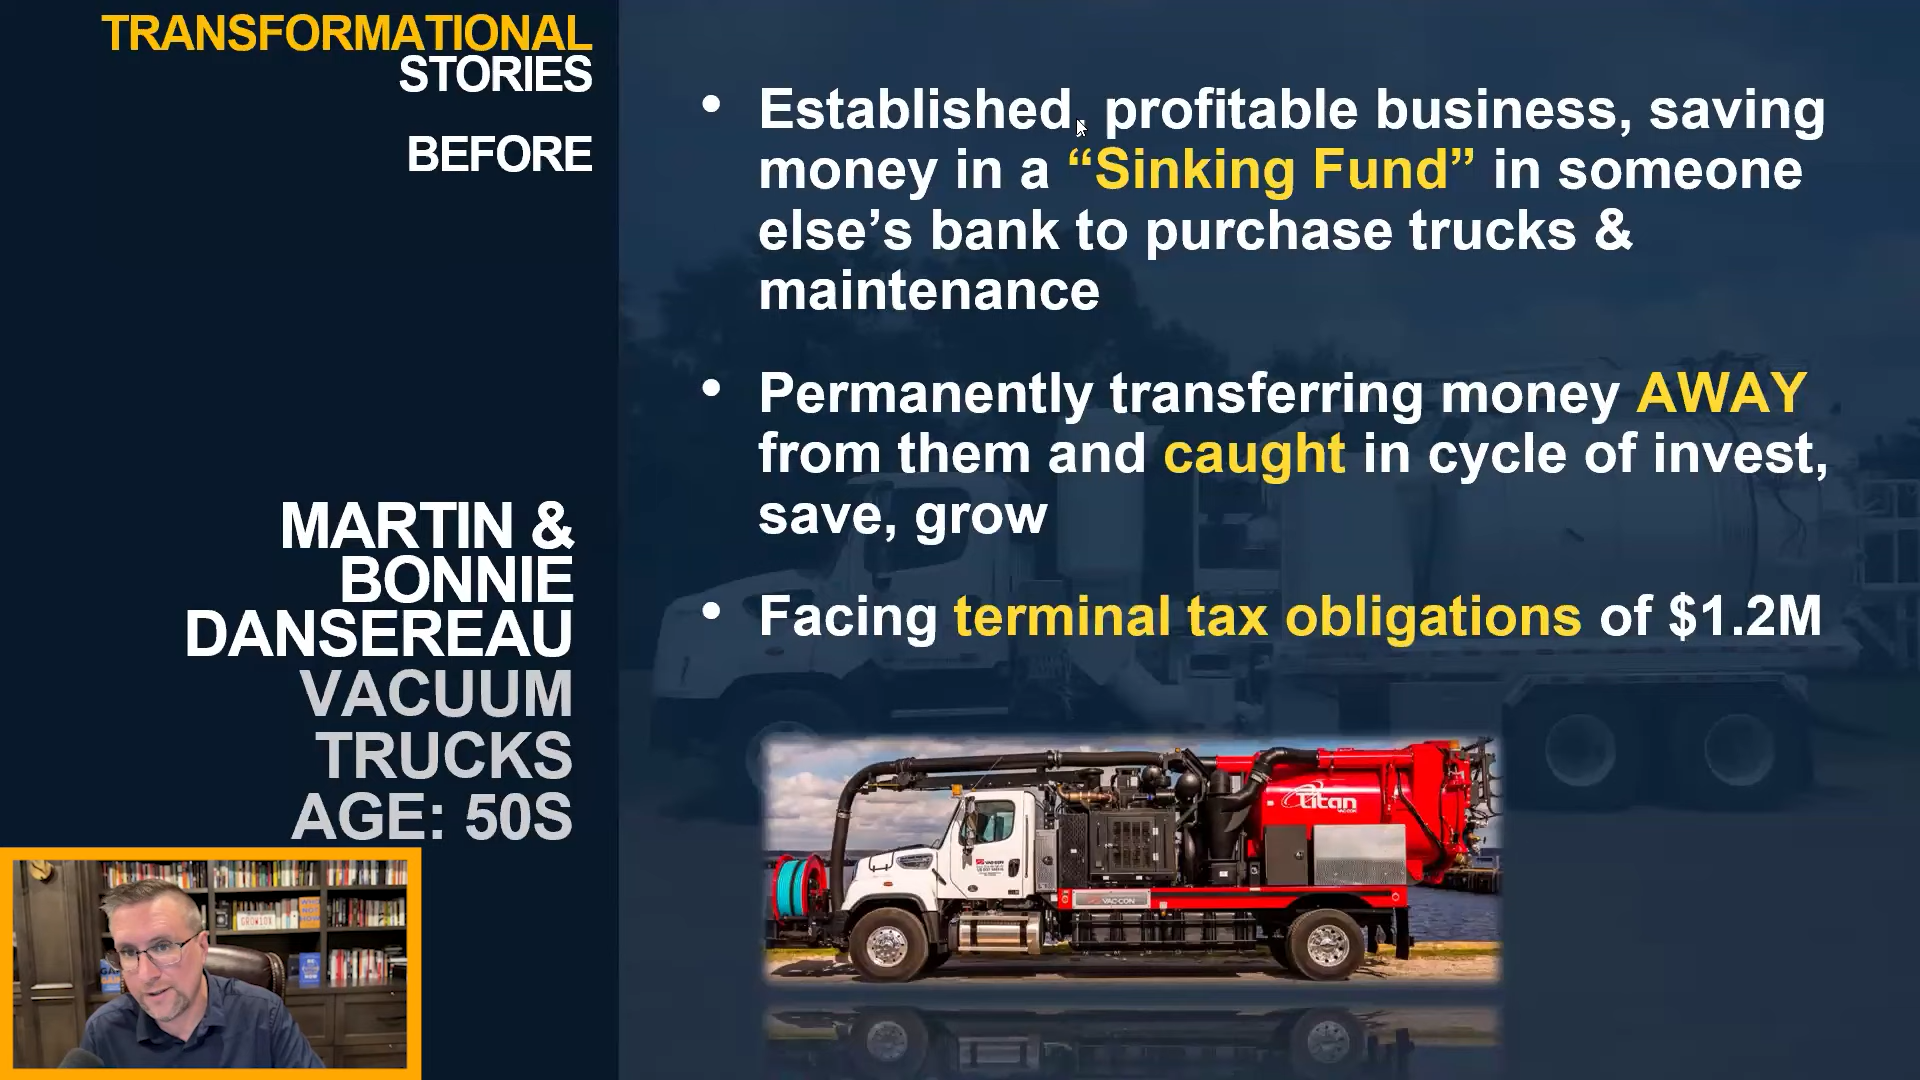 TRANSFORMATIONAL
STORIES
BEFORE
MARTIN &
BONNIE
DANSEREAU
VACUUM
TRUCKS
AGE: 50S
• Established, profitable business, saving
money in a “Sinking Fund” in someone
else’s bank to purchase trucks &
maintenance
• Permanently transferring money AWAY
from them and caught in cycle of invest,
save, grow
• Facing terminal tax obligations of $1.2M
Titan
VAC-CON